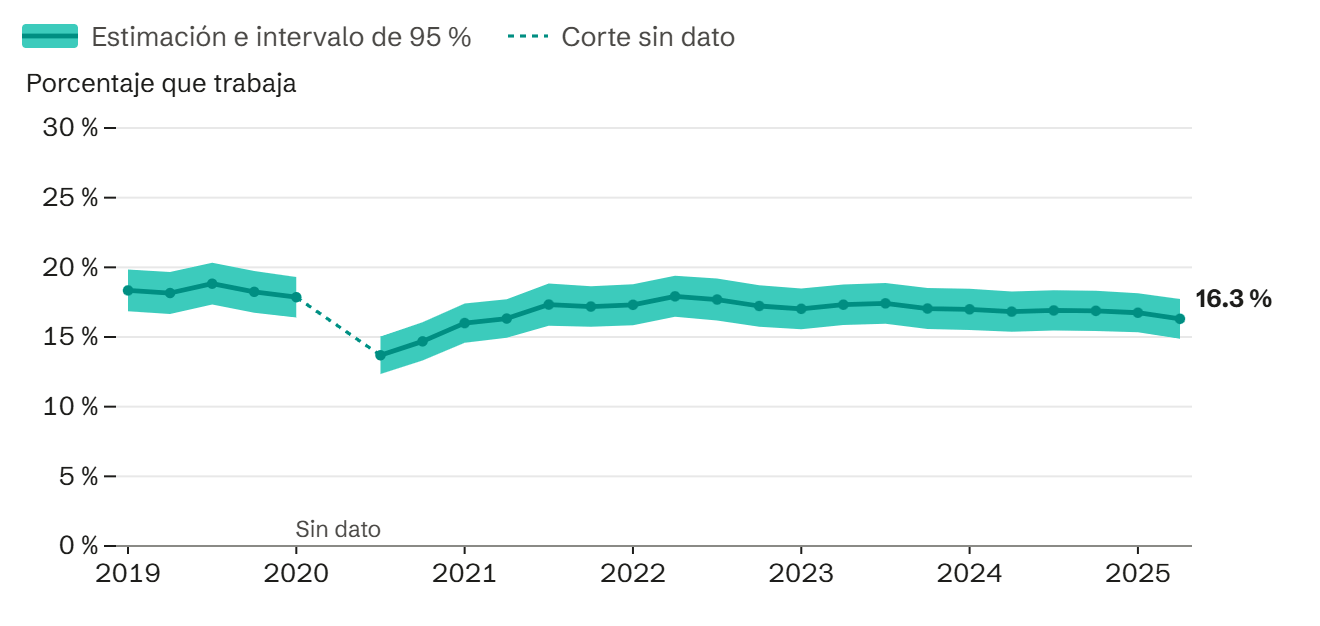 Estimación e intervalo de 95 % Corte sin dato
Porcentaje que trabaja
30 %
25 %
20 %
16.3 %
15 %
10 %
5 %
Sin dato
0 %
2019 2020 2021 2022 2023 2024 2025